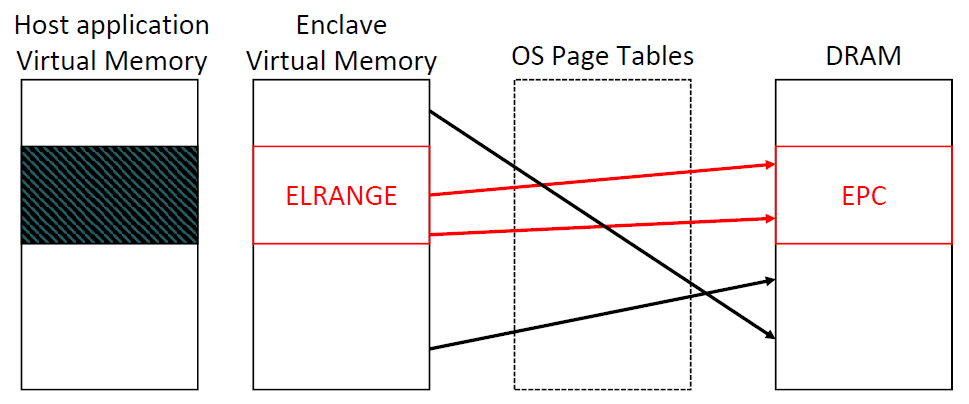 Host application
Virtual Memory
Enclave
Virtual Memory
OS Page Tables
DRAM
ELRANGE
EPC